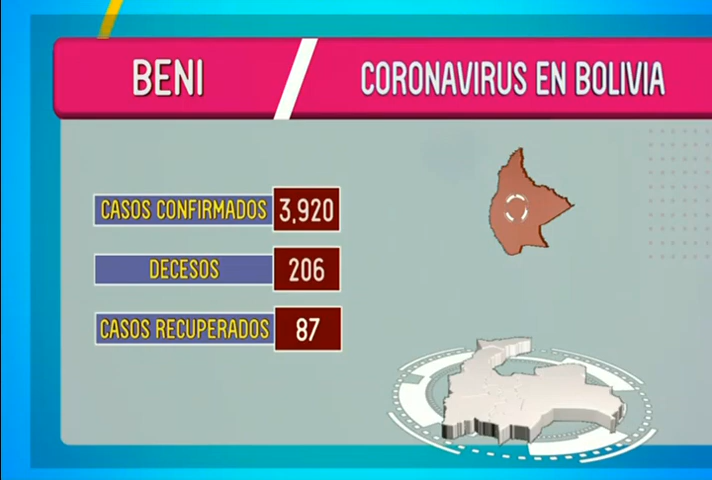 BENI
CORONAVIRUS EN BOLIVIA
CASOS CONFIRMADOS 3,920
DECESOS 206
CASOS RECUPERADOS 87